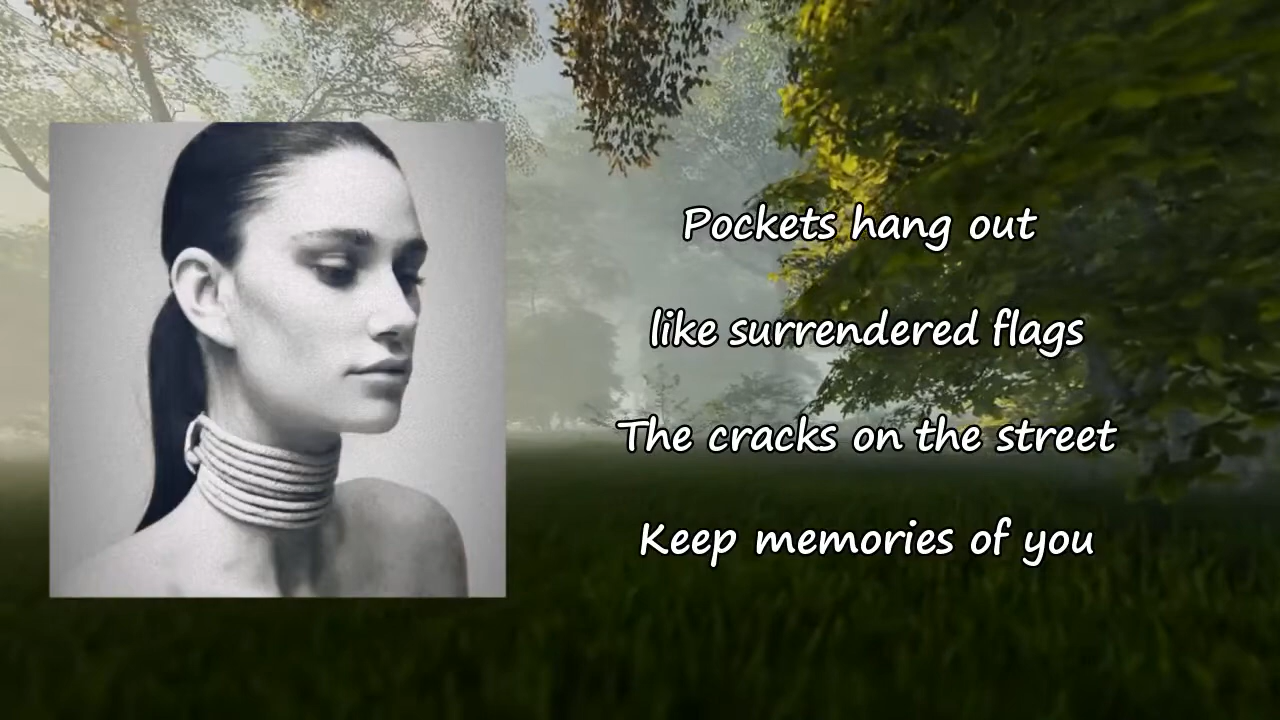 Pockets hang out
like surrendered flags
The cracks on the street
Keep memories of you